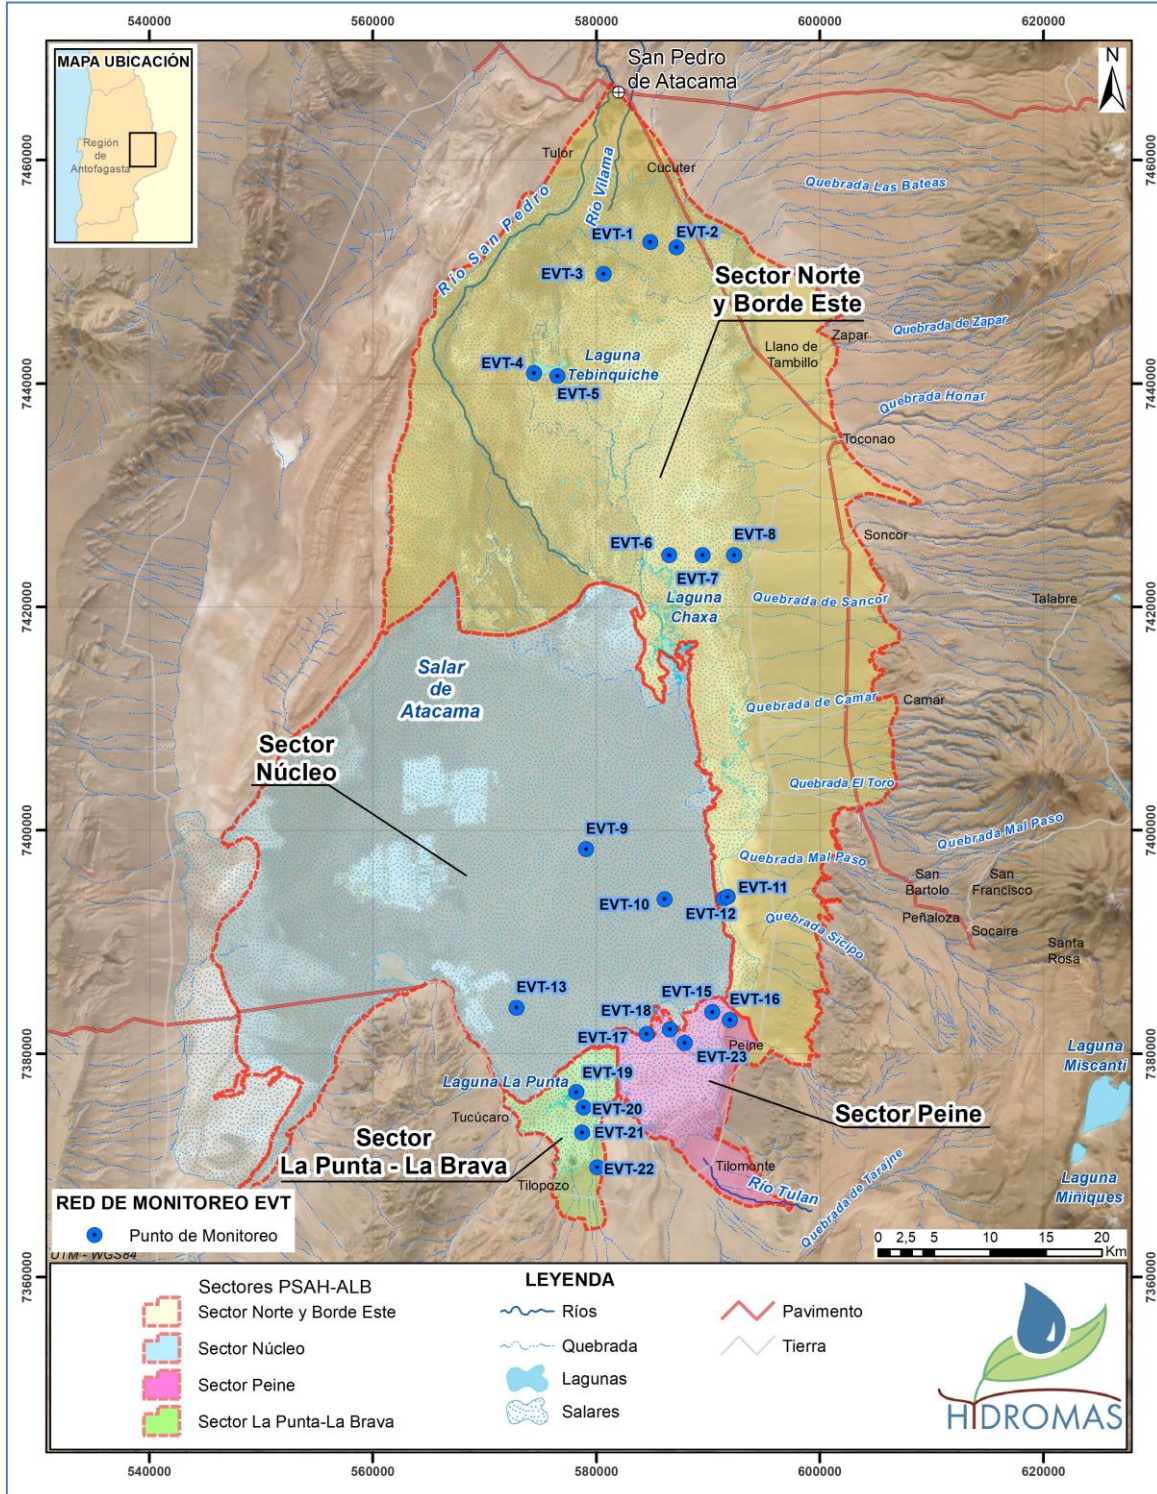 540000
560000
580000
600000
620000
MAPA UBICACIÓN
Región
de
Antofagasta
San Pedro
de Atacama
N
7460000
7460000
Tulor
Cucuter
Río Vilama
Río San Pedro
Quebrada Las Bateas
EVT-1
EVT-2
EVT-3
Sector Norte
y Borde Este
Quebrada de Zapar
Zapar
Llano de
Tambillo
EVT-4
Laguna
Tebinquiche
EVT-5
7440000
7440000
Quebrada Honar
Toconao
Soncor
EVT-6
EVT-8
EVT-7
Laguna
Chaxa
Quebrada de Sancor
Talabre
7420000
7420000
Salar
de
Atacama
Quebrada de Camar
Camar
Sector
Núcleo
Quebrada El Toro
7400000
7400000
EVT-9
Quebrada Mal Paso
Quebrada Mal Paso
San
Bartolo
San
Francisco
EVT-10
EVT-11
EVT-12
Peñaloza
Socaire
Quebrada Sicipo
Santa
Rosa
EVT-13
EVT-15
EVT-16
EVT-18
EVT-17
Peine
EVT-23
7380000
7380000
Laguna
Miscanti
EVT-19
Laguna La Punta
EVT-20
Tucúcaro
Sector Peine
EVT-21
Sector
La Punta - La Brava
EVT-22
Tilopozo
Tilomonte
Río Tulan
Quebrada de Tarajne
Laguna
Miniques
RED DE MONITOREO EVT
Punto de Monitoreo
UTM - WGS84
0 2,5 5 10 15 20
Km
7360000
7360000
LEYENDA
Sectores PSAH-ALB
Sector Norte y Borde Este
Sector Núcleo
Sector Peine
Sector La Punta-La Brava
Ríos
Quebrada
Lagunas
Salares
Pavimento
Tierra
HIDROMAS
540000
560000
580000
600000
620000